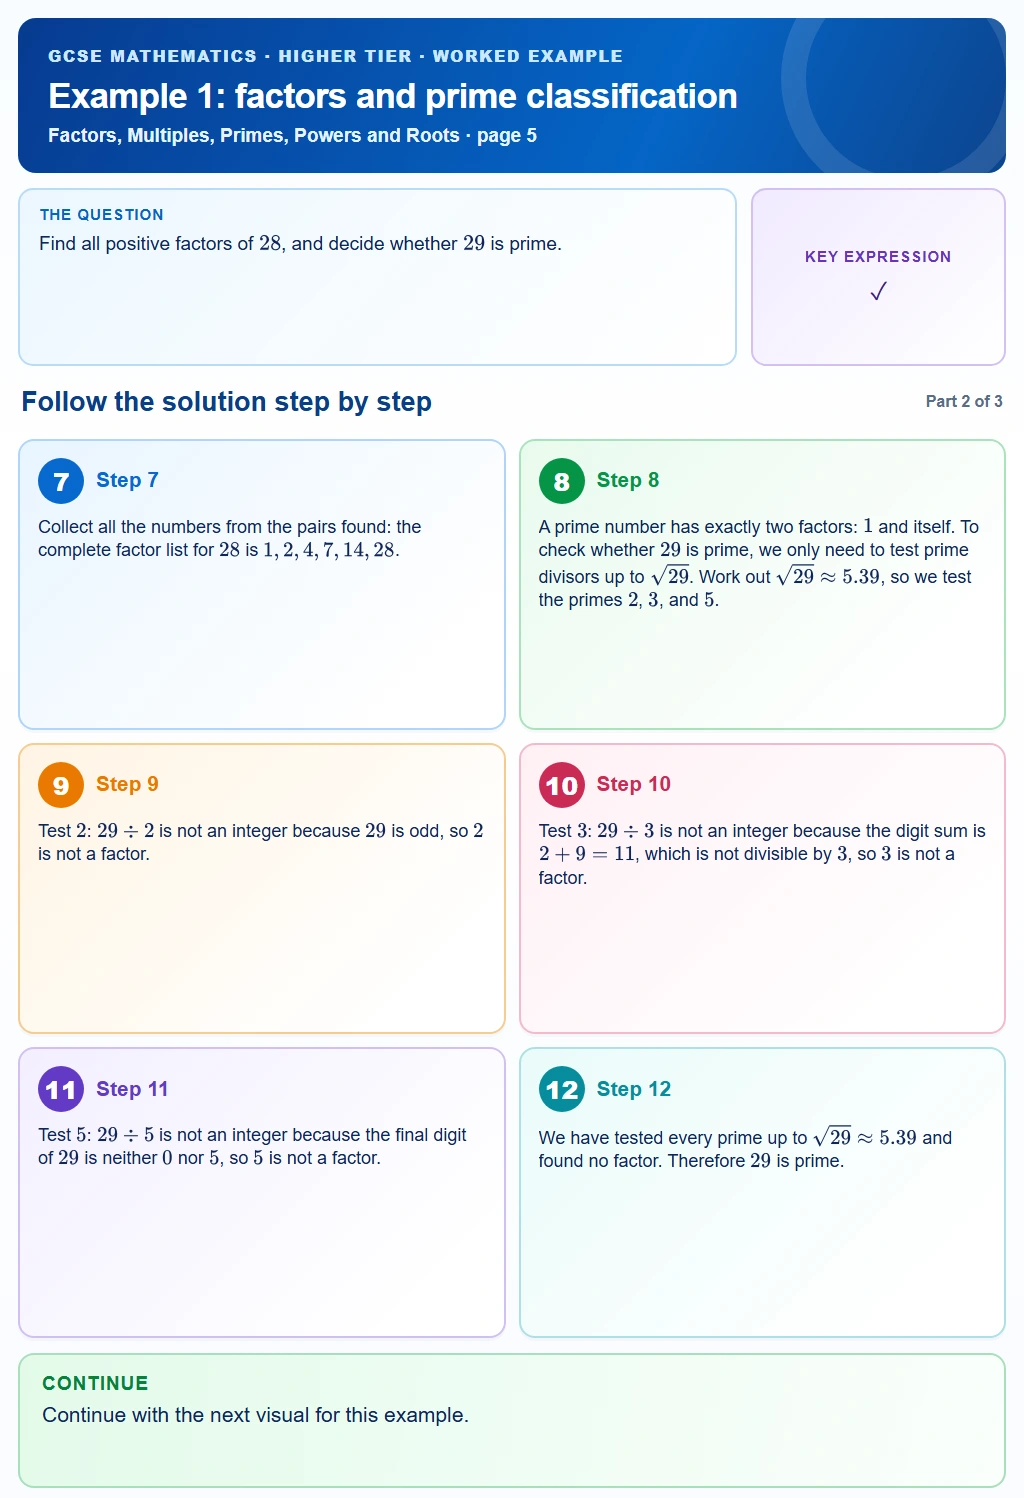 GCSE MATHEMATICS · HIGHER TIER · WORKED EXAMPLE
Example 1: factors and prime classification
Factors, Multiples, Primes, Powers and Roots · page 5
THE QUESTION
Find all positive factors of 28, and decide whether 29 is prime.
KEY EXPRESSION
✓
Follow the solution step by step
Part 2 of 3
7 Step 7
Collect all the numbers from the pairs found: the
complete factor list for 28 is 1, 2, 4, 7, 14, 28.
8 Step 8
A prime number has exactly two factors: 1 and itself. To
check whether 29 is prime, we only need to test prime
divisors up to √29. Work out √29 ≈ 5.39, so we test
the primes 2, 3, and 5.
9 Step 9
Test 2: 29 ÷ 2 is not an integer because 29 is odd, so 2
is not a factor.
10 Step 10
Test 3: 29 ÷ 3 is not an integer because the digit sum is
2 + 9 = 11, which is not divisible by 3, so 3 is not a
factor.
11 Step 11
Test 5: 29 ÷ 5 is not an integer because the final digit
of 29 is neither 0 nor 5, so 5 is not a factor.
12 Step 12
We have tested every prime up to √29 ≈ 5.39 and
found no factor. Therefore 29 is prime.
CONTINUE
Continue with the next visual for this example.